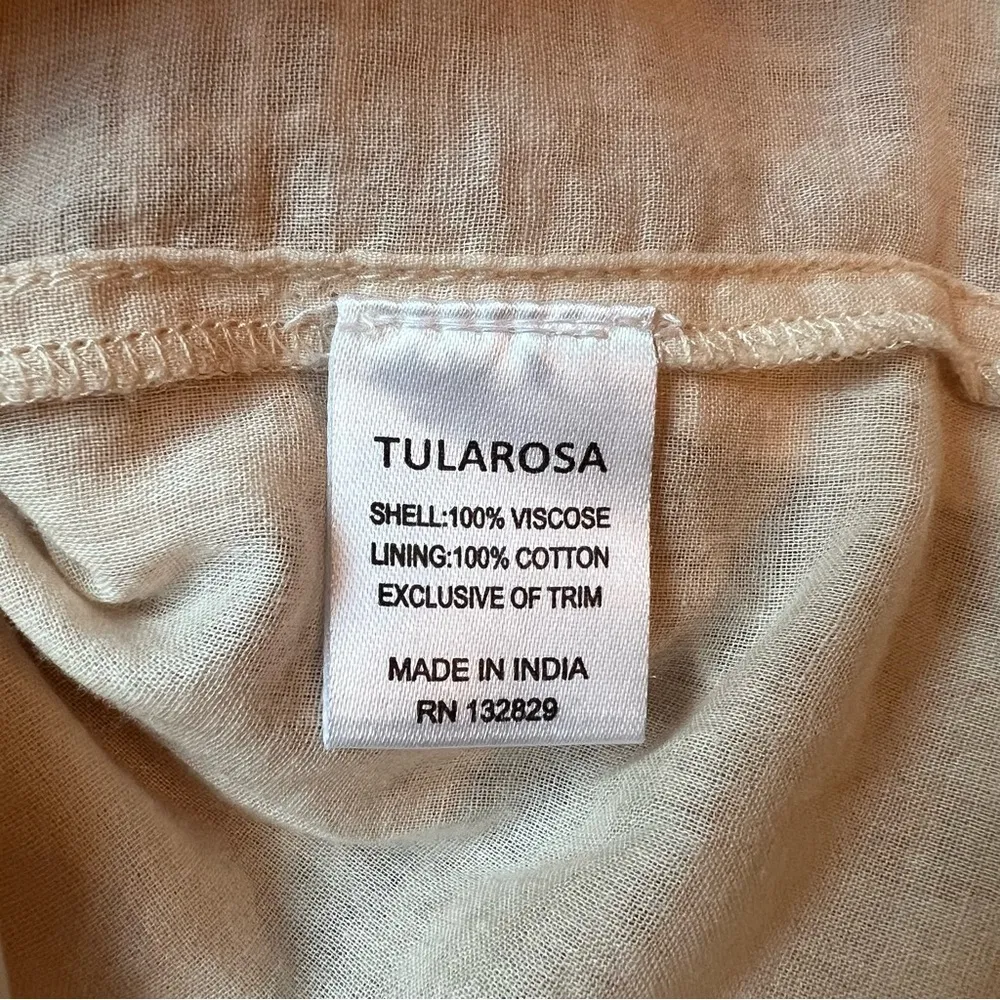 TULAROSA
SHELL:100% VISCOSE
LINING:100% COTTON
EXCLUSIVE OF TRIM
MADE IN INDIA
RN 132829